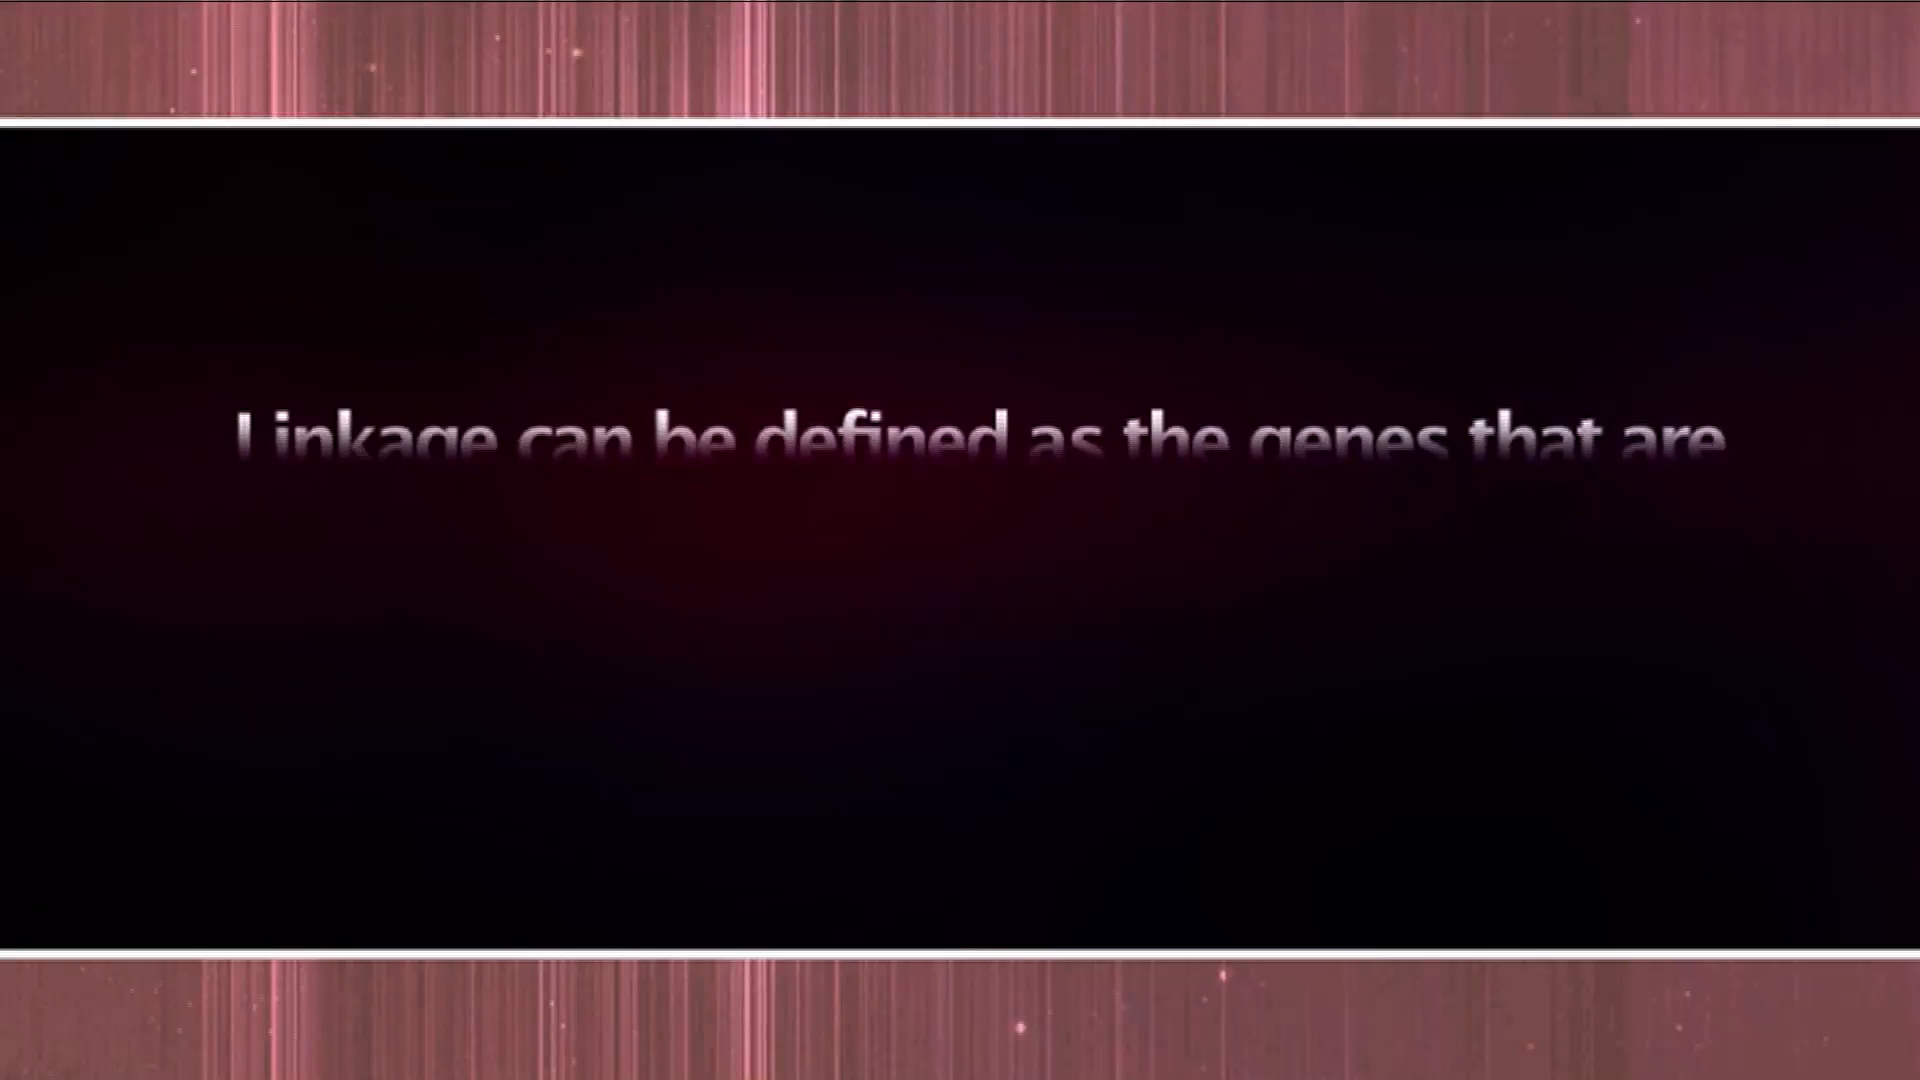 Linkage can be defined as the genes that are